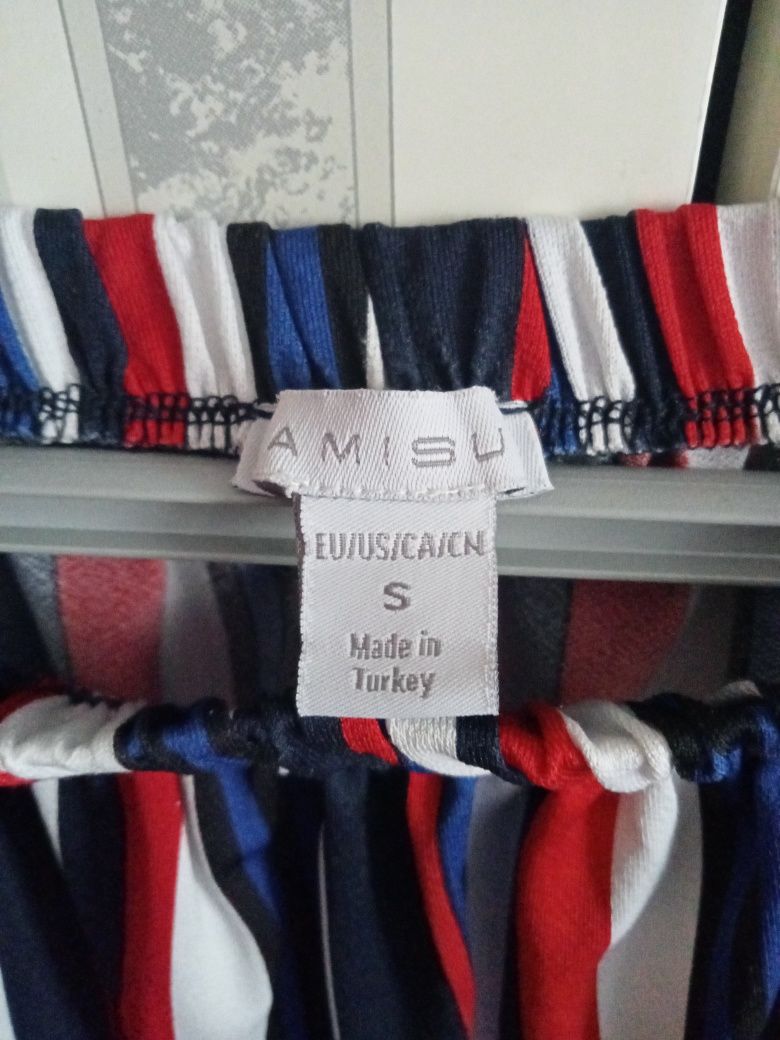 AMISU
EU/US/CA/CN
S
Made in
Turkey